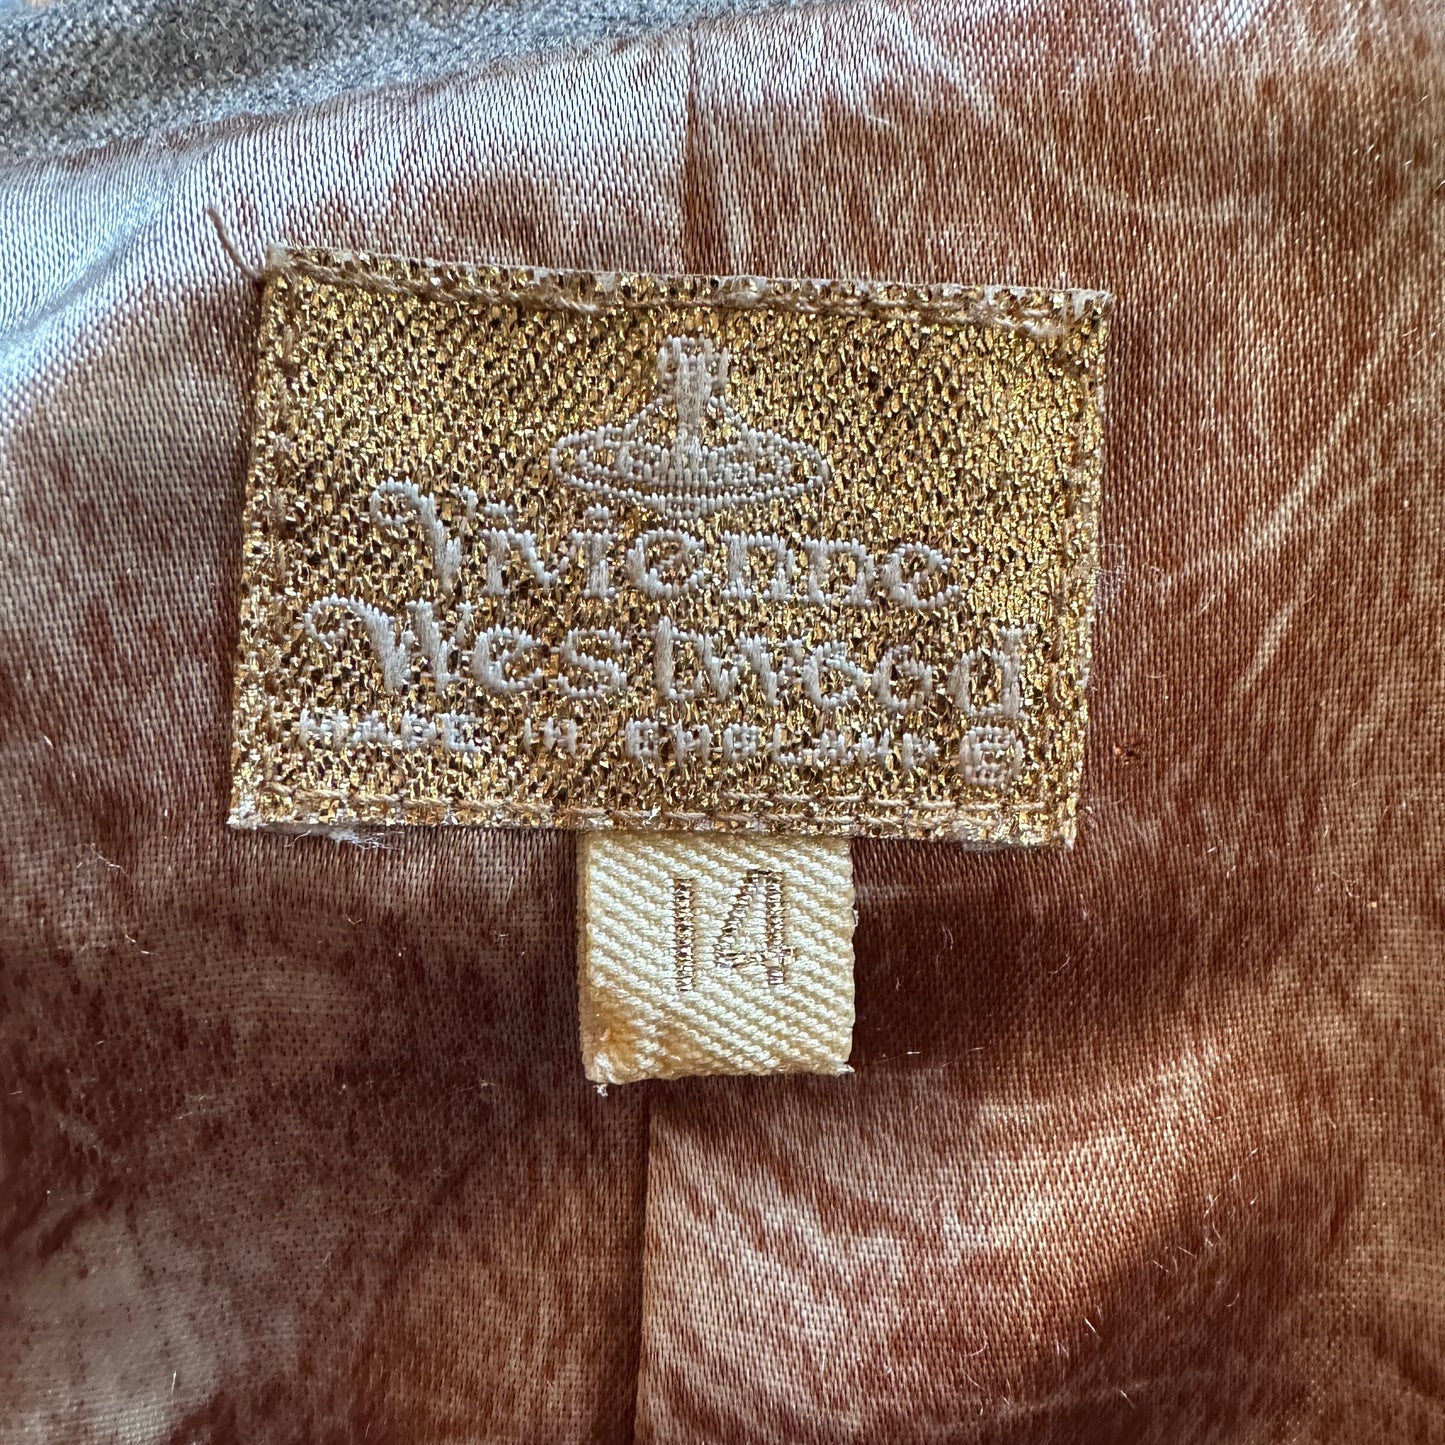 Vivienne
Westwood
MADE IN ENGLAND ®
14